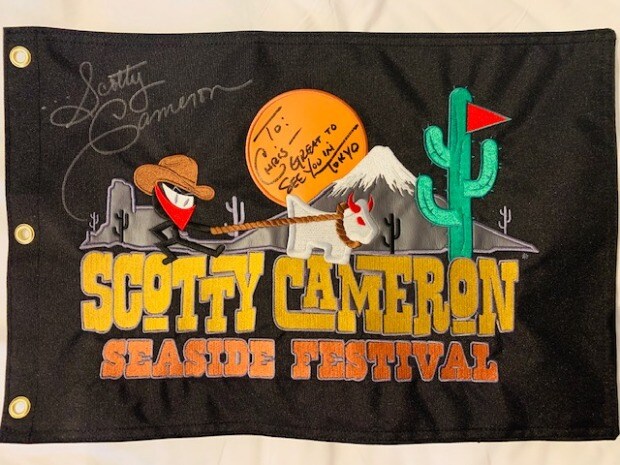 Scotty
Cameron
To:
Chris
Great to
See You in
Tokyo
SCOTTY CAMERON
SEASIDE FESTIVAL